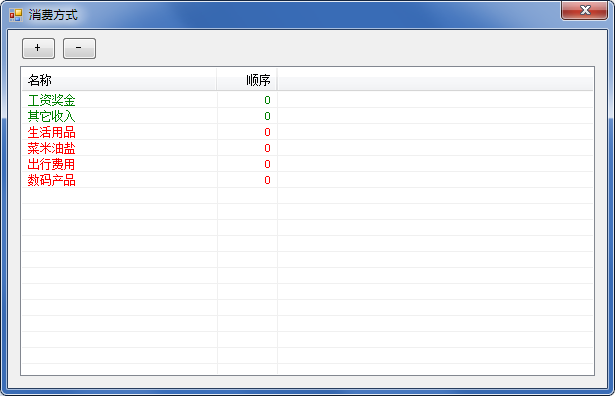 消费方式
+ -
名称 顺序
工资奖金 0
其它收入 0
生活用品 0
菜米油盐 0
出行费用 0
数码产品 0